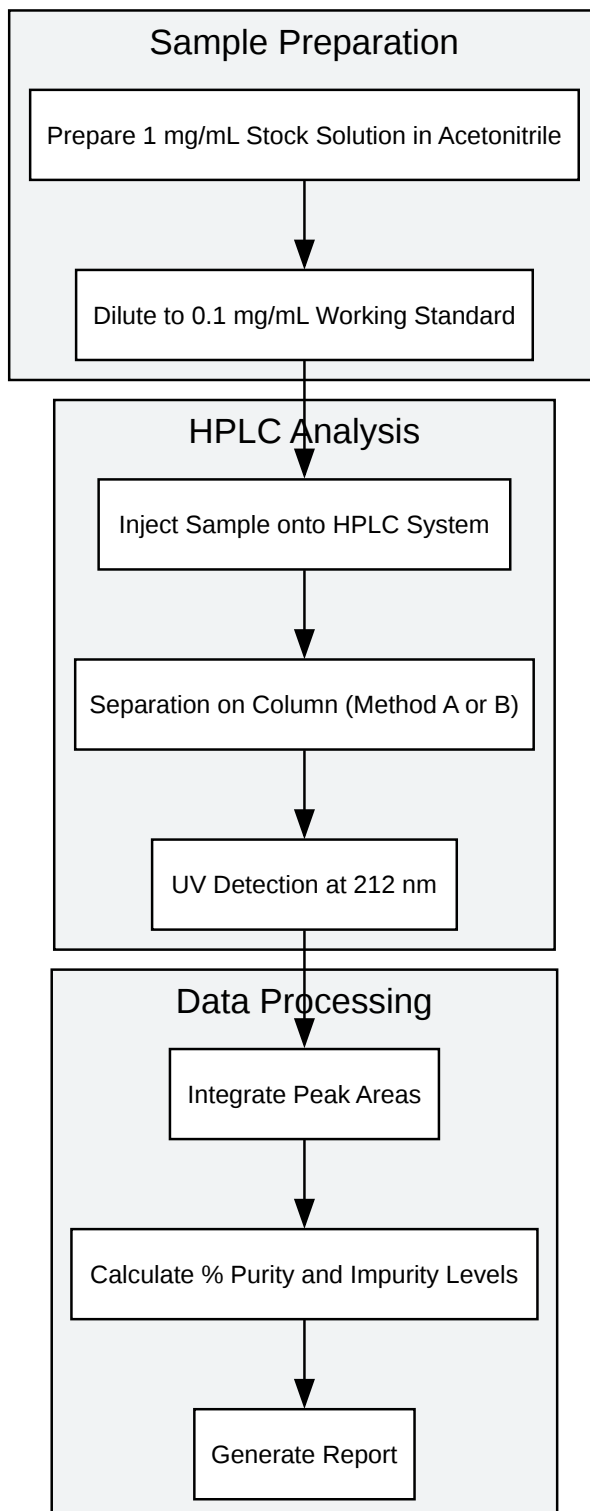 Sample Preparation
Prepare 1 mg/mL Stock Solution in Acetonitrile
Dilute to 0.1 mg/mL Working Standard
HPLC Analysis
Inject Sample onto HPLC System
Separation on Column (Method A or B)
UV Detection at 212 nm
Data Processing
Integrate Peak Areas
Calculate % Purity and Impurity Levels
Generate Report